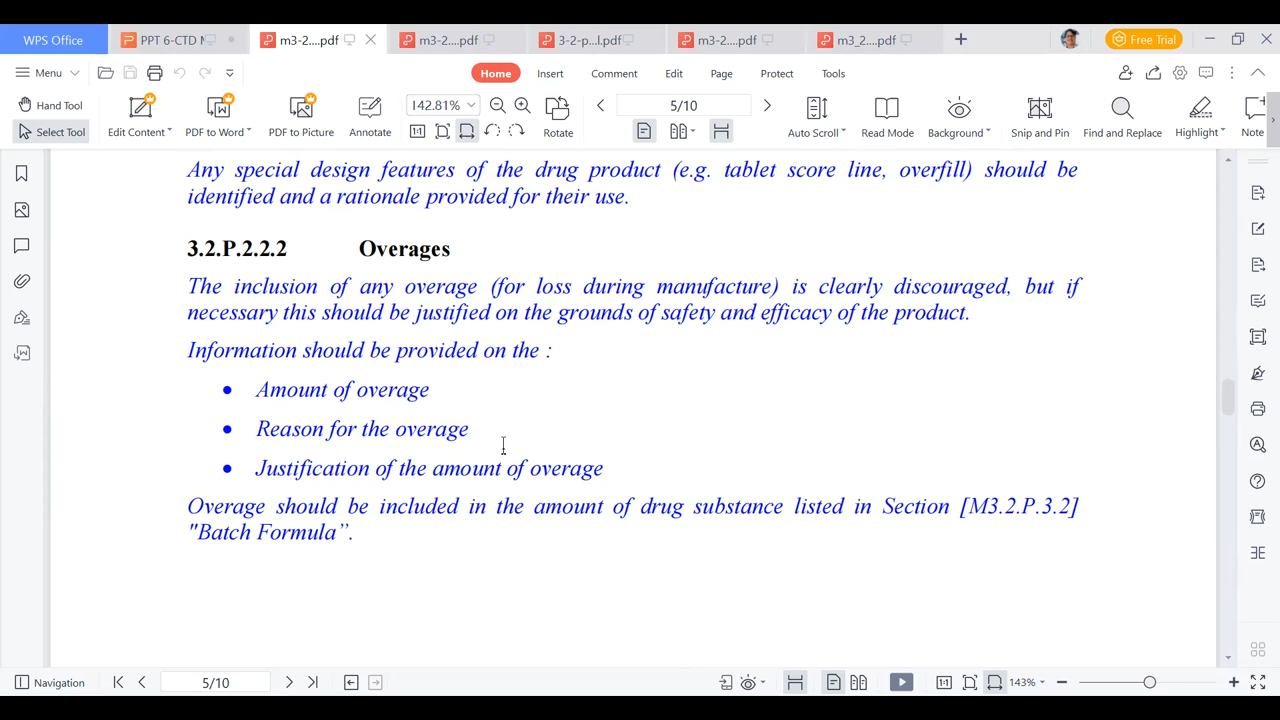 WPS Office
PPT 6-CTD M
m3-2....pdf
m3-2....pdf
3-2-p...l.pdf
m3-2....pdf
m3_2....pdf
Free Trial
Menu
Home
Insert
Comment
Edit
Page
Protect
Tools
Hand Tool
Select Tool
Edit Content
PDF to Word
PDF to Picture
Annotate
142.81%
Rotate
5/10
Auto Scroll
Read Mode
Background
Snip and Pin
Find and Replace
Highlight
Note
Any special design features of the drug product (e.g. tablet score line, overfill) should be
identified and a rationale provided for their use.
3.2.P.2.2.2 Overages
The inclusion of any overage (for loss during manufacture) is clearly discouraged, but if
necessary this should be justified on the grounds of safety and efficacy of the product.
Information should be provided on the :
• Amount of overage
• Reason for the overage
• Justification of the amount of overage
Overage should be included in the amount of drug substance listed in Section [M3.2.P.3.2]
"Batch Formula”.
Navigation
5/10
143%